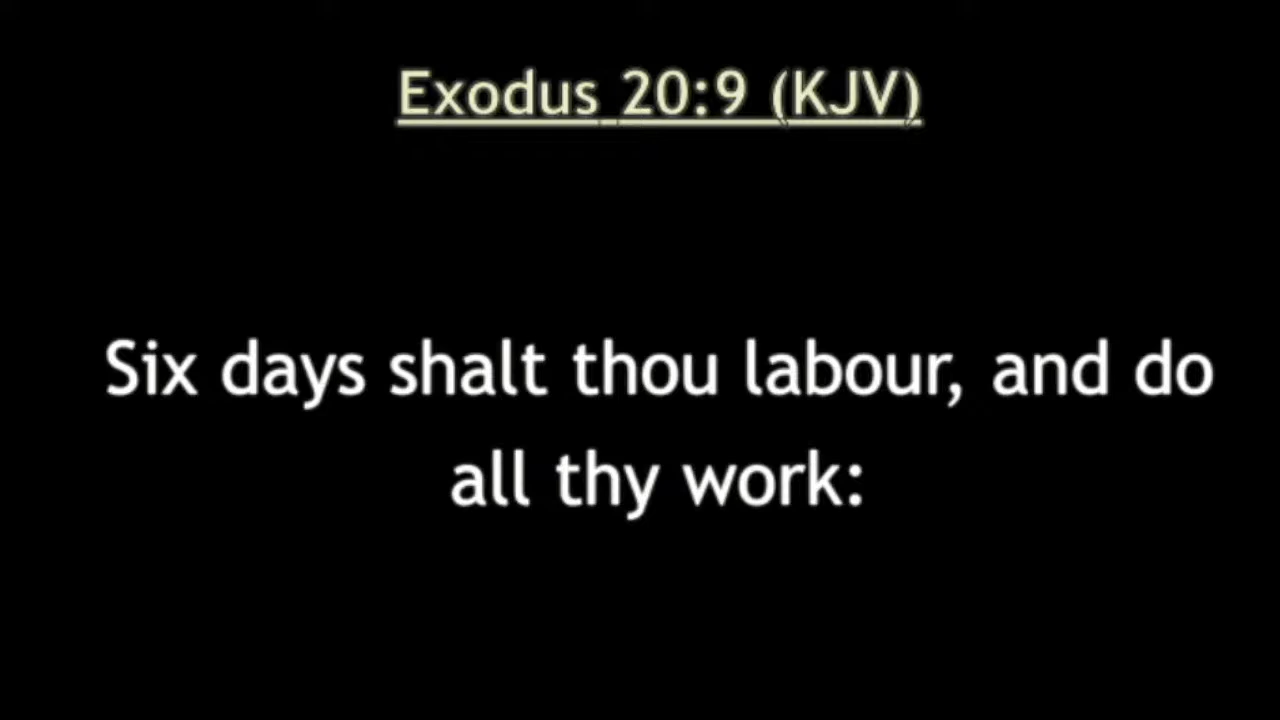 Exodus 20:9 (KJV)
Six days shalt thou labour, and do
all thy work: